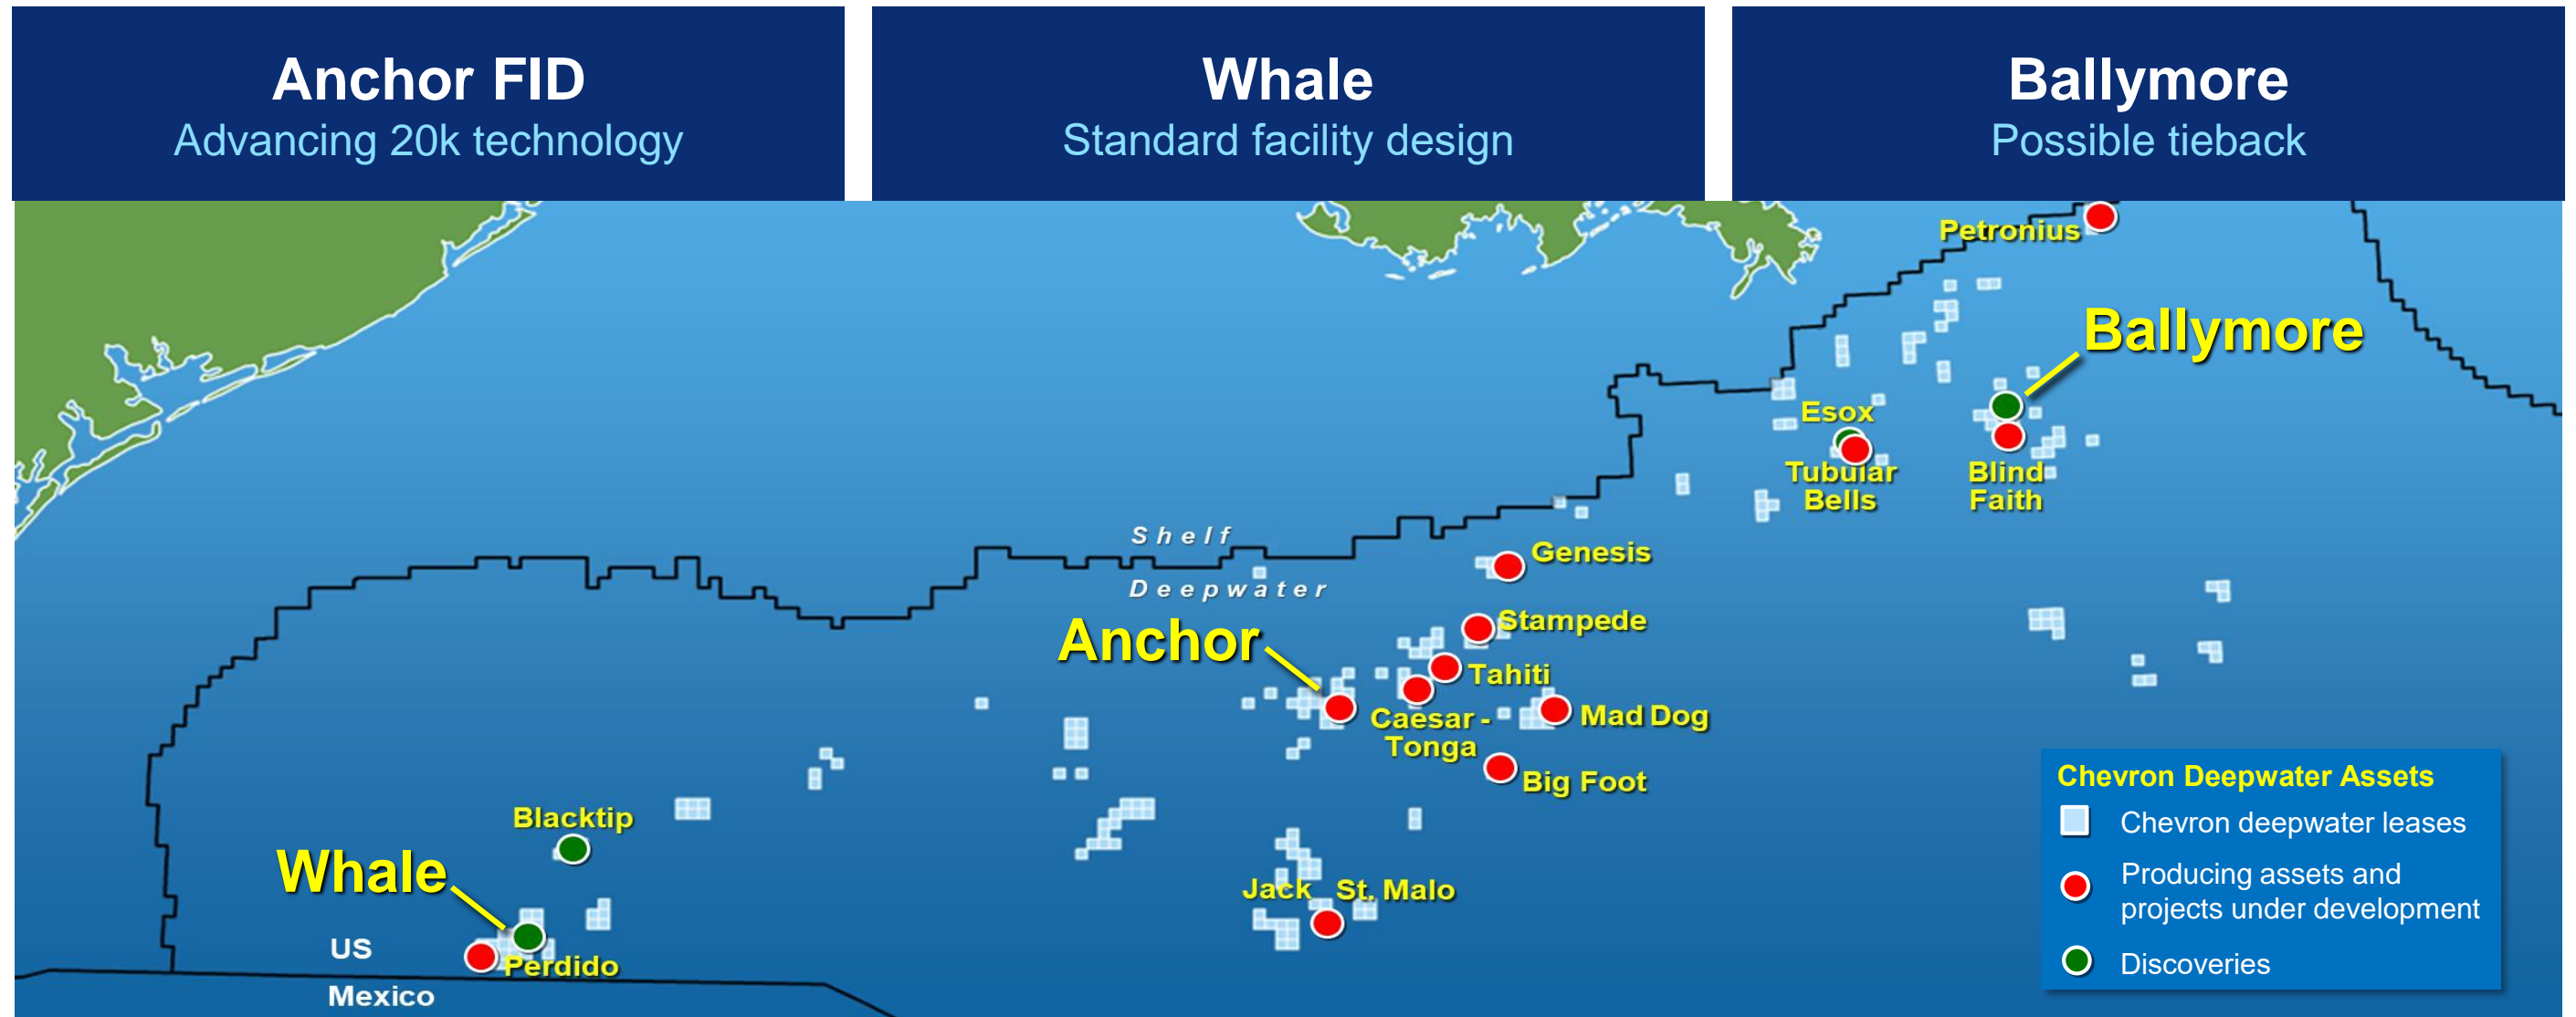 Anchor FID
Advancing 20k technology
Whale
Standard facility design
Ballymore
Possible tieback
Petronius
Ballymore
Esox
Tubular
Bells
Blind
Faith
Shelf
Deepwater
Genesis
Anchor
Stampede
Tahiti
Caesar -
Tonga
Mad Dog
Big Foot
Blacktip
Whale
Jack
St. Malo
US
Perdido
Mexico
Chevron Deepwater Assets
Chevron deepwater leases
Producing assets and
projects under development
Discoveries